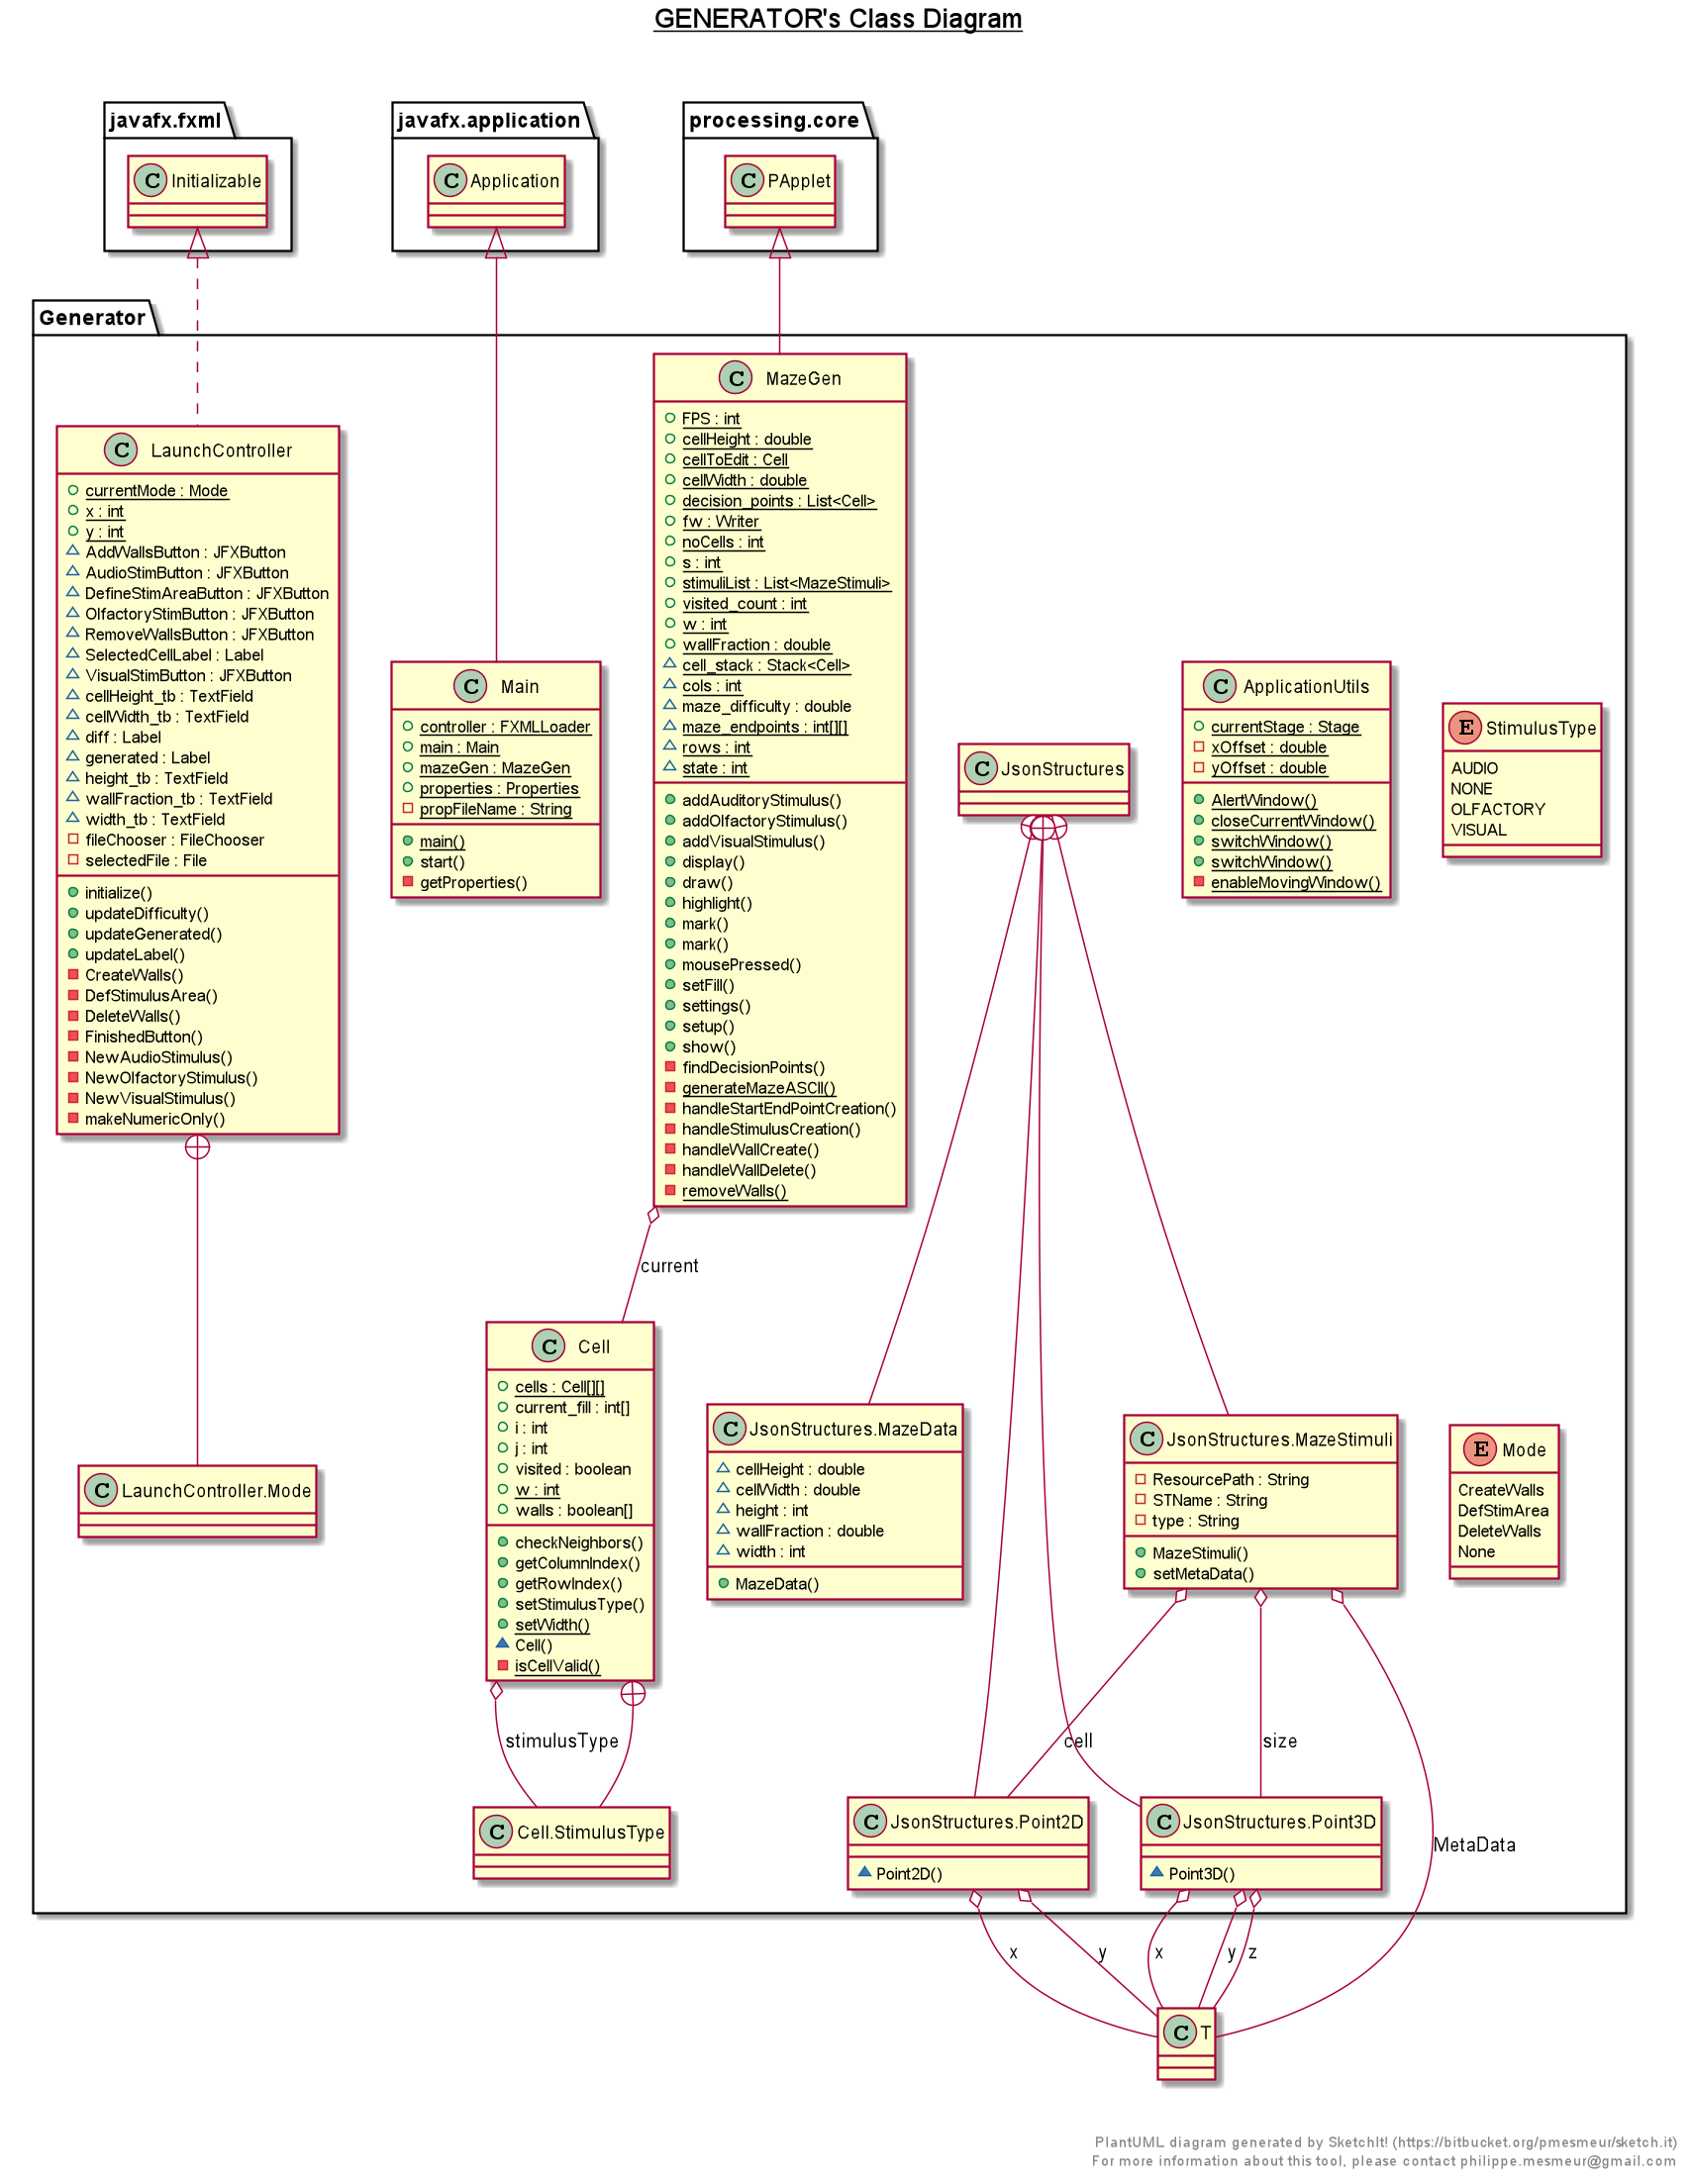 GENERATOR's Class Diagram
javafx.fxml
C Initializable
javafx.application
C Application
processing.core
C PApplet
Generator
C LaunchController
currentMode : Mode
x : int
y : int
AddWallsButton : JFXButton
AudioStimButton : JFXButton
DefineStimAreaButton : JFXButton
OlfactoryStimButton : JFXButton
RemoveWallsButton : JFXButton
SelectedCellLabel : Label
VisualStimButton : JFXButton
cellHeight_tb : TextField
cellWidth_tb : TextField
diff : Label
generated : Label
height_tb : TextField
wallFraction_tb : TextField
width_tb : TextField
fileChooser : FileChooser
selectedFile : File
initialize()
updateDifficulty()
updateGenerated()
updateLabel()
CreateWalls()
DefStimulusArea()
DeleteWalls()
FinishedButton()
NewAudioStimulus()
NewOlfactoryStimulus()
NewVisualStimulus()
makeNumericOnly()
C Main
controller : FXMLLoader
main : Main
mazeGen : MazeGen
properties : Properties
propFileName : String
main()
start()
getProperties()
C MazeGen
FPS : int
cellHeight : double
cellToEdit : Cell
cellWidth : double
decision_points : List<Cell>
fw : Writer
noCells : int
s : int
stimuliList : List<MazeStimuli>
visited_count : int
w : int
wallFraction : double
cell_stack : Stack<Cell>
cols : int
maze_difficulty : double
maze_endpoints : int[][]
rows : int
state : int
addAuditoryStimulus()
addOlfactoryStimulus()
addVisualStimulus()
display()
draw()
highlight()
mark()
mark()
mousePressed()
setFill()
settings()
setup()
show()
findDecisionPoints()
generateMazeASCII()
handleStartEndPointCreation()
handleStimulusCreation()
handleWallCreate()
handleWallDelete()
removeWalls()
C JsonStructures
C ApplicationUtils
currentStage : Stage
xOffset : double
yOffset : double
AlertWindow()
closeCurrentWindow()
switchWindow()
switchWindow()
enableMovingWindow()
E StimulusType
AUDIO
NONE
OLFACTORY
VISUAL
current
C LaunchController.Mode
C Cell
cells : Cell[][]
current_fill : int[]
i : int
j : int
visited : boolean
w : int
walls : boolean[]
checkNeighbors()
getColumnIndex()
getRowIndex()
setStimulusType()
setWidth()
Cell()
isCellValid()
C JsonStructures.MazeData
cellHeight : double
cellWidth : double
height : int
wallFraction : double
width : int
MazeData()
C JsonStructures.MazeStimuli
ResourcePath : String
STName : String
type : String
MazeStimuli()
setMetaData()
E Mode
CreateWalls
DefStimArea
DeleteWalls
None
stimulusType
cell
size
MetaData
C Cell.StimulusType
C JsonStructures.Point2D
Point2D()
C JsonStructures.Point3D
Point3D()
x
y
x
y
z
C T
PlantUML diagram generated by SketchIt! (https://bitbucket.org/pmesmeur/sketch.it)
For more information about this tool, please contact philippe.mesmeur@gmail.com